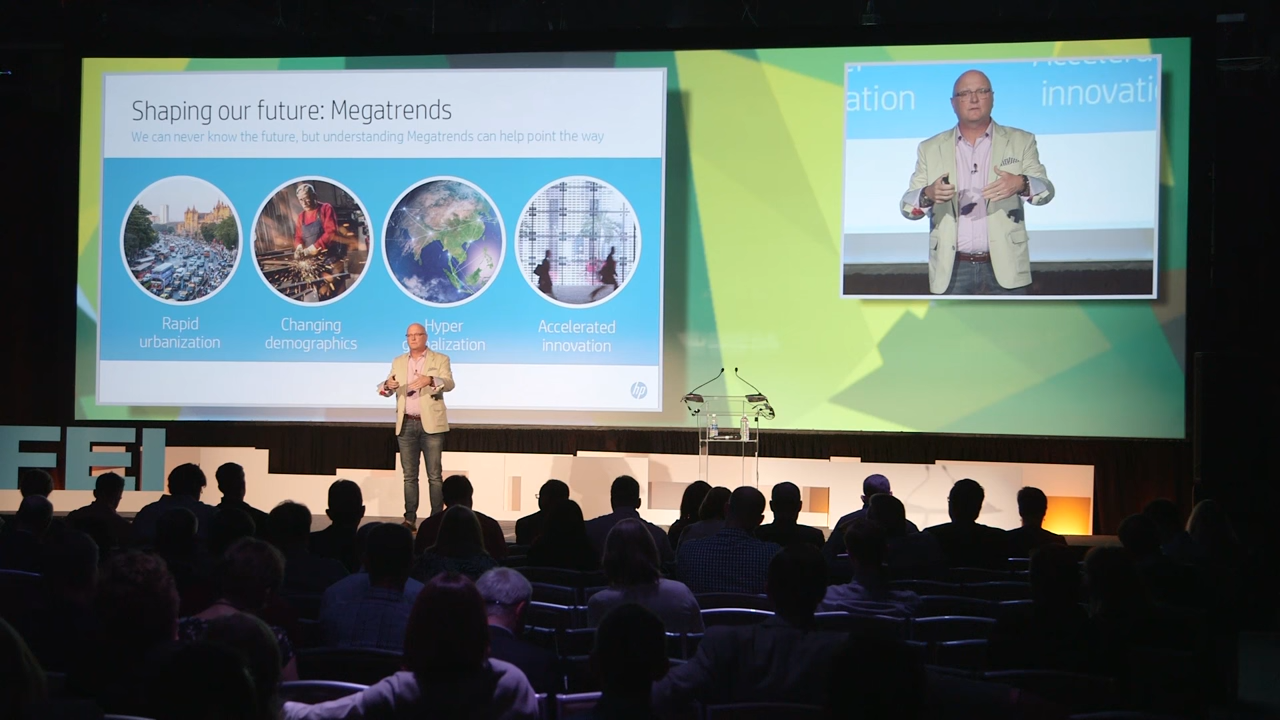 Shaping our future: Megatrends
We can never know the future, but understanding Megatrends can help point the way
Rapid
urbanization
Changing
demographics
Hyper
Accelerated
innovation
hp
ation
innovati
FEI